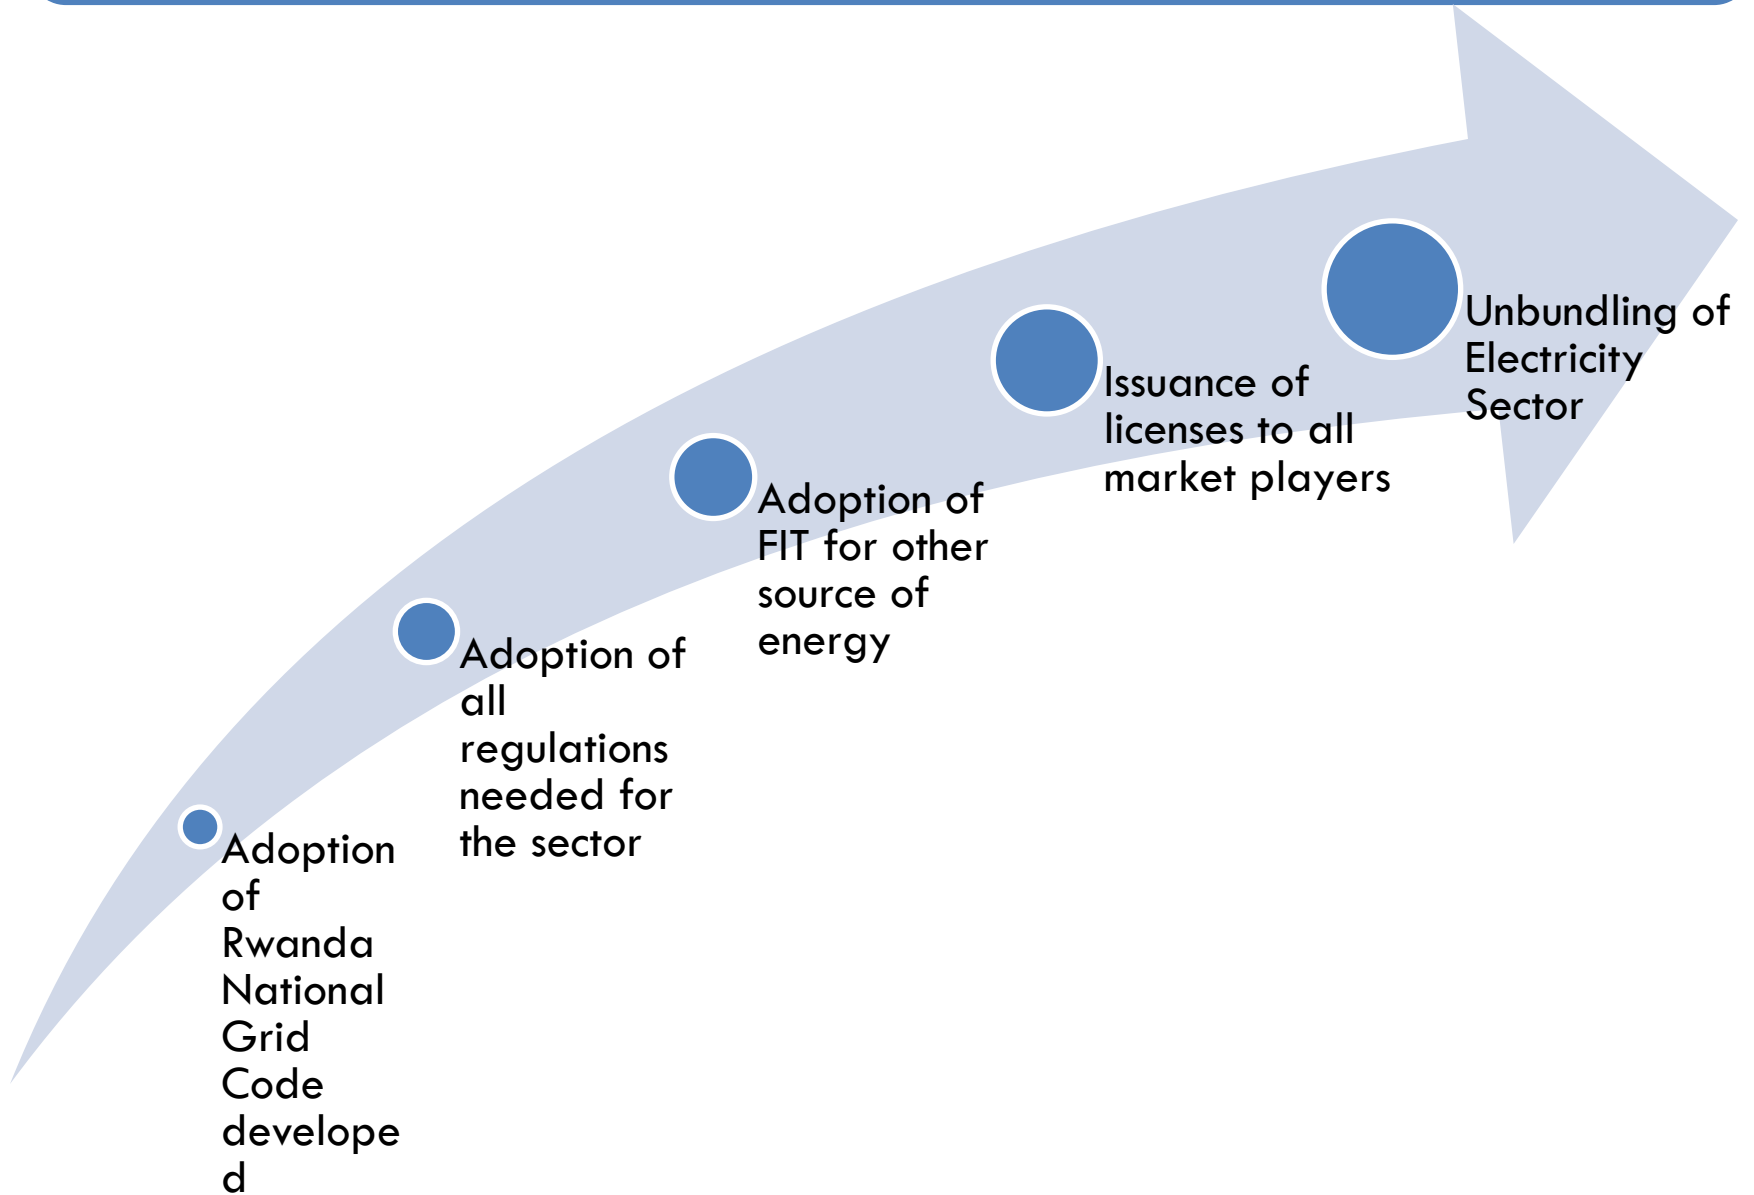 Adoption
of
Rwanda
National
Grid
Code
develope
d
Adoption of
all
regulations
needed for
the sector
Adoption of
FIT for other
source of
energy
Issuance of
licenses to all
market players
Unbundling of
Electricity
Sector